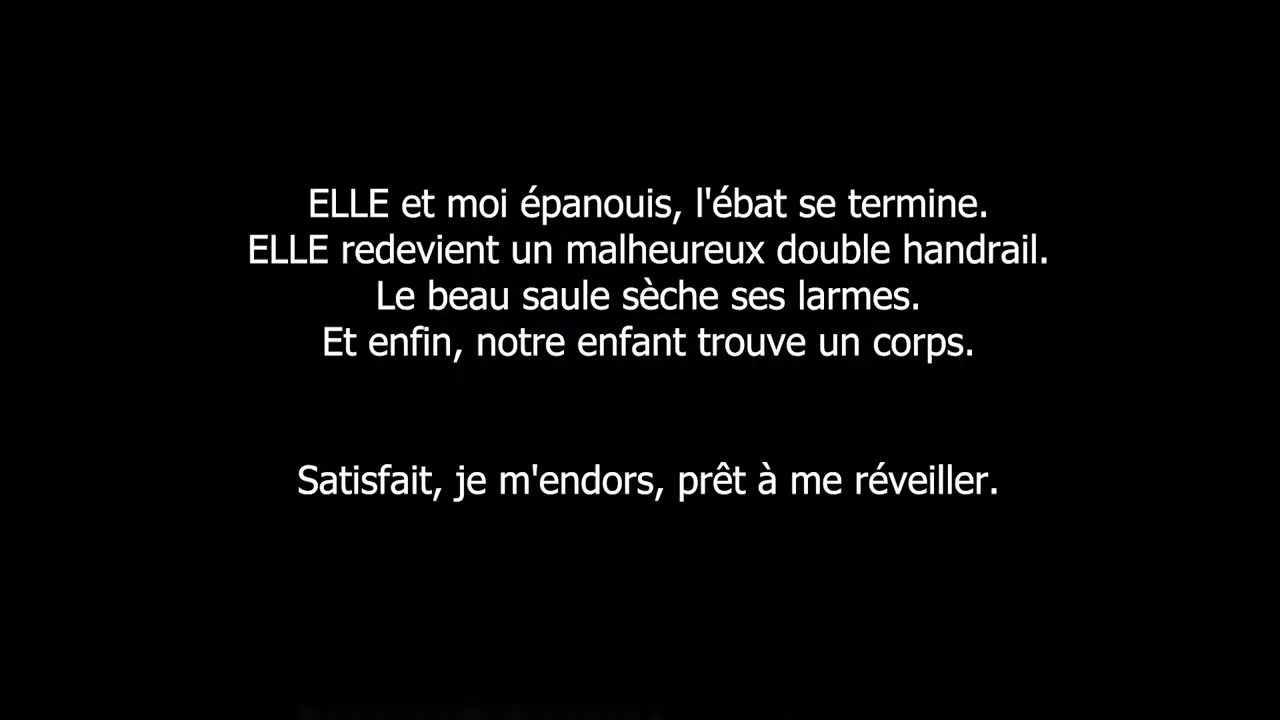 ELLE et moi épanouis, l'ébat se termine.
ELLE redevient un malheureux double handrail.
Le beau saule sèche ses larmes.
Et enfin, notre enfant trouve un corps.
Satisfait, je m'endors, prêt à me réveiller.